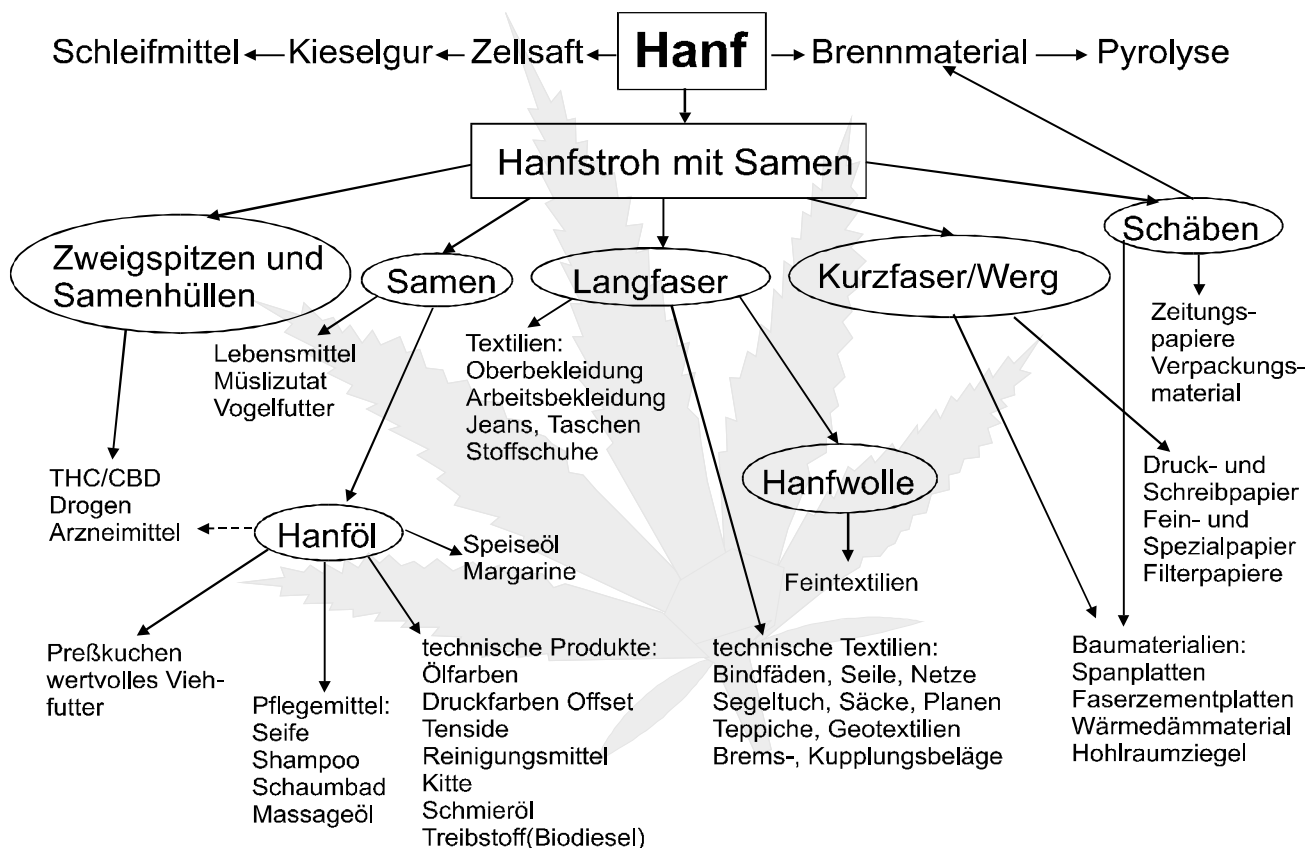 Schleifmittel Kieselgur Zellsaft Hanf Brennmaterial Pyrolyse
Hanfstroh mit Samen
Zweigspitzen und
Samenhüllen
Samen
Langfaser
Kurzfaser/Werg
Schäben
Lebensmittel
Müslizutat
Vogelfutter
Textilien:
Oberbekleidung
Arbeitsbekleidung
Jeans, Taschen
Stoffschuhe
Zeitungs-
papiere
Verpackungs-
material
THC/CBD
Drogen
Arzneimittel
Hanföl
Speiseöl
Margarine
Hanfwolle
Feintextilien
Druck- und
Schreibpapier
Fein- und
Spezialpapier
Filterpapiere
Preßkuchen
wertvolles Vieh-
futter
Pflegemittel:
Seife
Shampoo
Schaumbad
Massageöl
technische Produkte:
Ölfarben
Druckfarben Offset
Tenside
Reinigungsmittel
Kitte
Schmieröl
Treibstoff(Biodiesel)
technische Textilien:
Bindfäden, Seile, Netze
Segeltuch, Säcke, Planen
Teppiche, Geotextilien
Brems-, Kupplungsbeläge
Baumaterialien:
Spanplatten
Faserzementplatten
Wärmedämmaterial
Hohlraumziegel